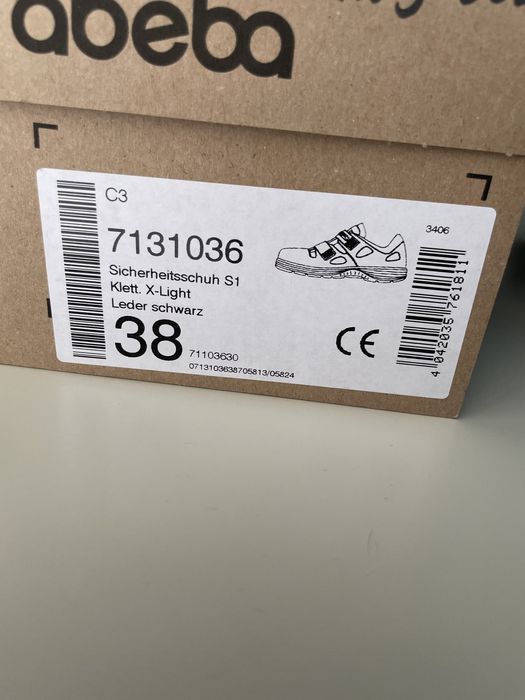 abeba
C3
7131036
3406
Sicherheitsschuh S1
Klett. X-Light
Leder schwarz
38
71103630
0713103638705813/05824
CE
4 042035 761811